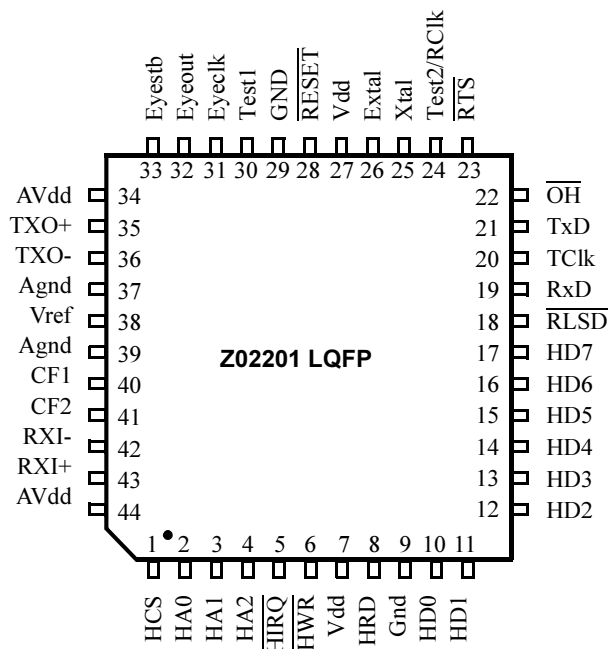 Eyestb
Eyeout
Eyeclk
Test1
GND
RESET
Vdd
Extal
Xtal
Test2/RClk
RTS
33 32 31 30 29 28 27 26 25 24 23
AVdd 34
TXO+ 35
TXO- 36
Agnd 37
Vref 38
Agnd 39
CF1 40
CF2 41
RXI- 42
RXI+ 43
AVdd 44
Z02201 LQFP
22 OH
21 TxD
20 TClk
19 RxD
18 RLSD
17 HD7
16 HD6
15 HD5
14 HD4
13 HD3
12 HD2
1 2 3 4 5 6 7 8 9 10 11
HCS
HA0
HA1
HA2
HIRQ
HWR
Vdd
HRD
Gnd
HD0
HD1